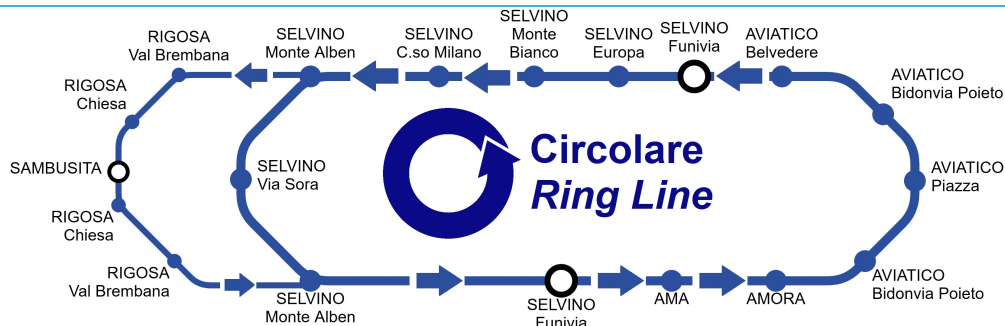 RIGOSA
Val Brembana
SELVINO
Monte Alben
SELVINO
C.so Milano
SELVINO
Monte
Bianco
SELVINO
Europa
SELVINO
Funivia
AVIATICO
Belvedere
AVIATICO
Bidonvia Poieto
RIGOSA
Chiesa
SAMBUSITA
SELVINO
Via Sora
Circolare
Ring Line
AVIATICO
Piazza
RIGOSA
Chiesa
RIGOSA
Val Brembana
SELVINO
Monte Alben
SELVINO
Funivia
AMA
AMORA
AVIATICO
Bidonvia Poieto